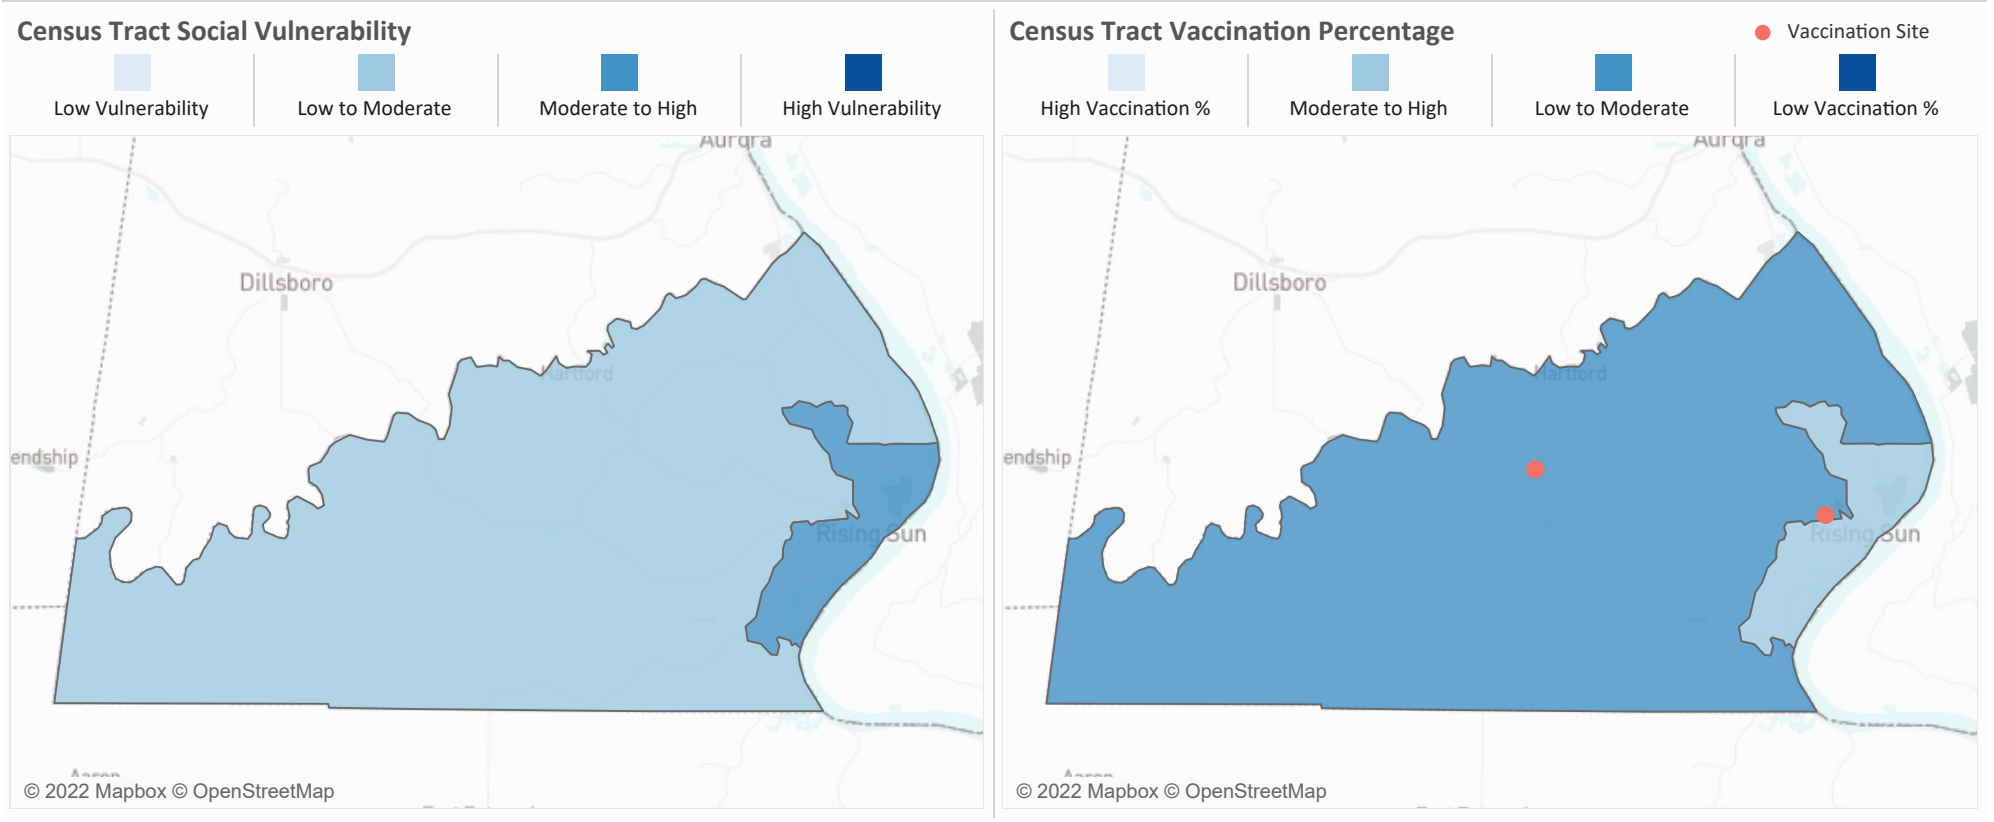 Census Tract Social Vulnerability
Low Vulnerability
Low to Moderate
Moderate to High
High Vulnerability
Aurora
Dillsboro
Hartford
endship
Rising Sun
Aaron
© 2022 Mapbox © OpenStreetMap
Census Tract Vaccination Percentage
Vaccination Site
High Vaccination %
Moderate to High
Low to Moderate
Low Vaccination %
Aurora
Dillsboro
Hartford
endship
Rising Sun
Aaron
© 2022 Mapbox © OpenStreetMap